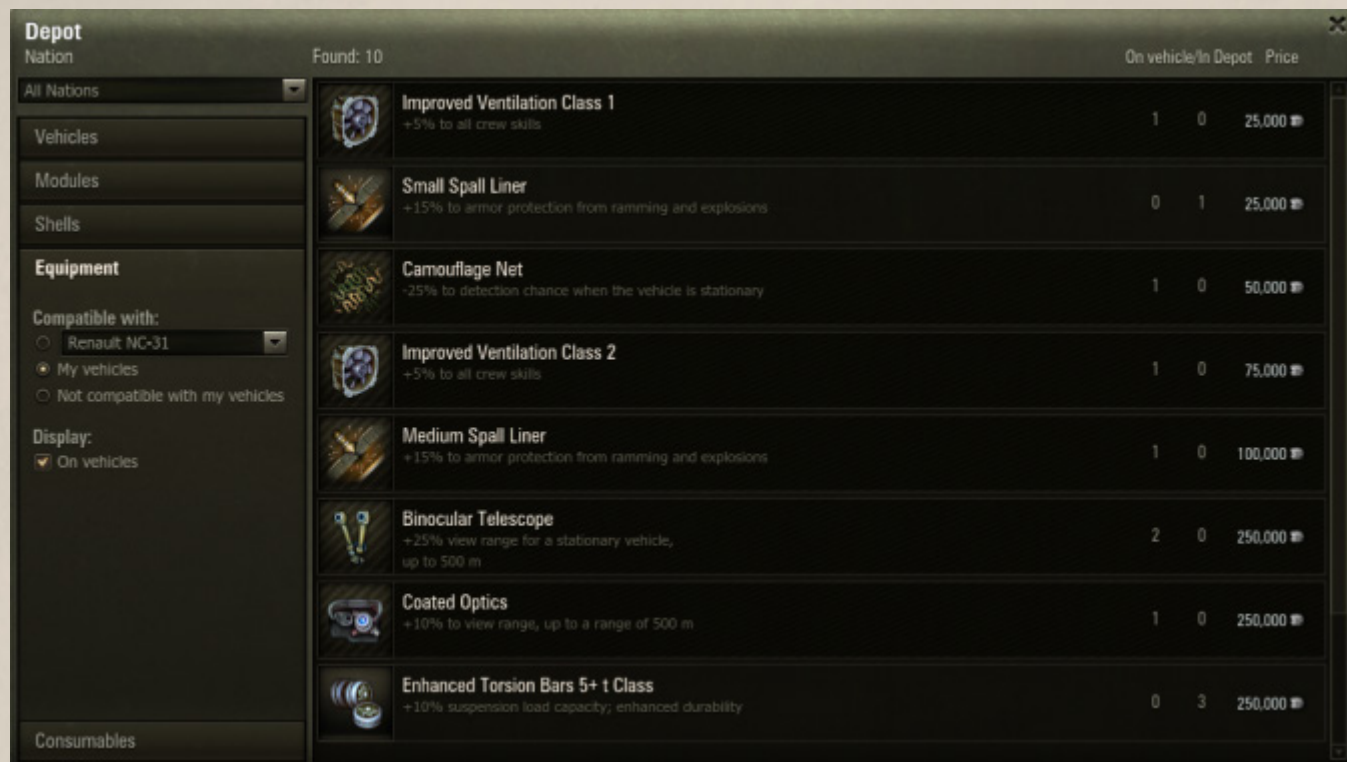 Depot
Nation
Found: 10
On vehicle/In Depot Price
All Nations
Vehicles
Modules
Shells
Equipment
Compatible with:
Renault NC-31
My vehicles
Not compatible with my vehicles
Display:
On vehicles
Consumables
Improved Ventilation Class 1
+5% to all crew skills
1 0 25,000
Small Spall Liner
+15% to armor protection from ramming and explosions
0 1 25,000
Camouflage Net
-25% to detection chance when the vehicle is stationary
1 0 50,000
Improved Ventilation Class 2
+5% to all crew skills
1 0 75,000
Medium Spall Liner
+15% to armor protection from ramming and explosions
1 0 100,000
Binocular Telescope
+25% view range for a stationary vehicle,
up to 500 m
2 0 250,000
Coated Optics
+10% to view range, up to a range of 500 m
1 0 250,000
Enhanced Torsion Bars 5+ t Class
+10% suspension load capacity; enhanced durability
0 3 250,000